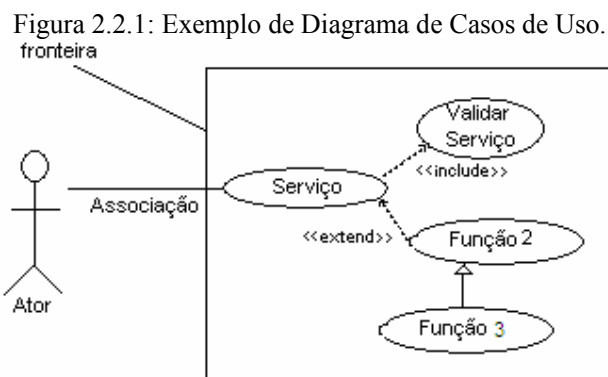 Figura 2.2.1: Exemplo de Diagrama de Casos de Uso.
fronteira
Validar
Serviço
<<include>>
Serviço
Associação
<<extend>>
Função 2
Ator
Função 3